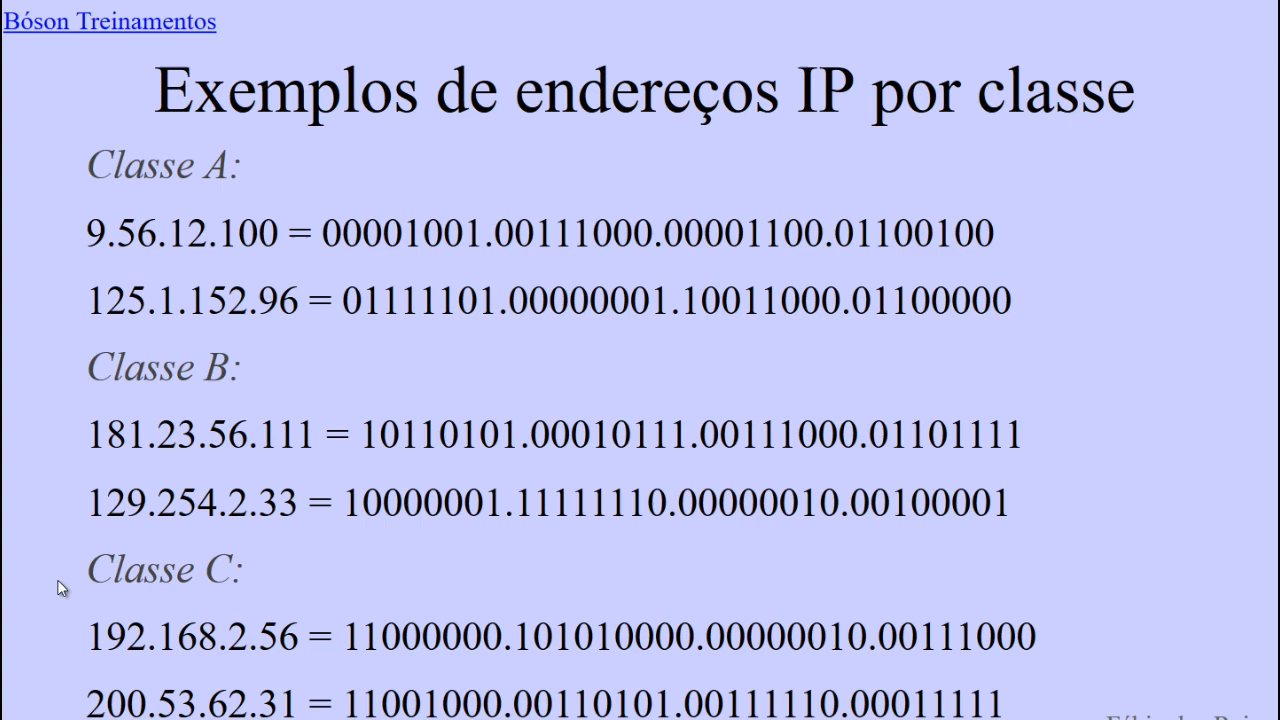 Bóson Treinamentos
Exemplos de endereços IP por classe
Classe A:
9.56.12.100 = 00001001.00111000.00001100.01100100
125.1.152.96 = 01111101.00000001.10011000.01100000
Classe B:
181.23.56.111 = 10110101.00010111.00111000.01101111
129.254.2.33 = 10000001.11111110.00000010.00100001
Classe C:
192.168.2.56 = 11000000.101010000.00000010.00111000
200.53.62.31 = 11001000.00110101.00111110.00011111